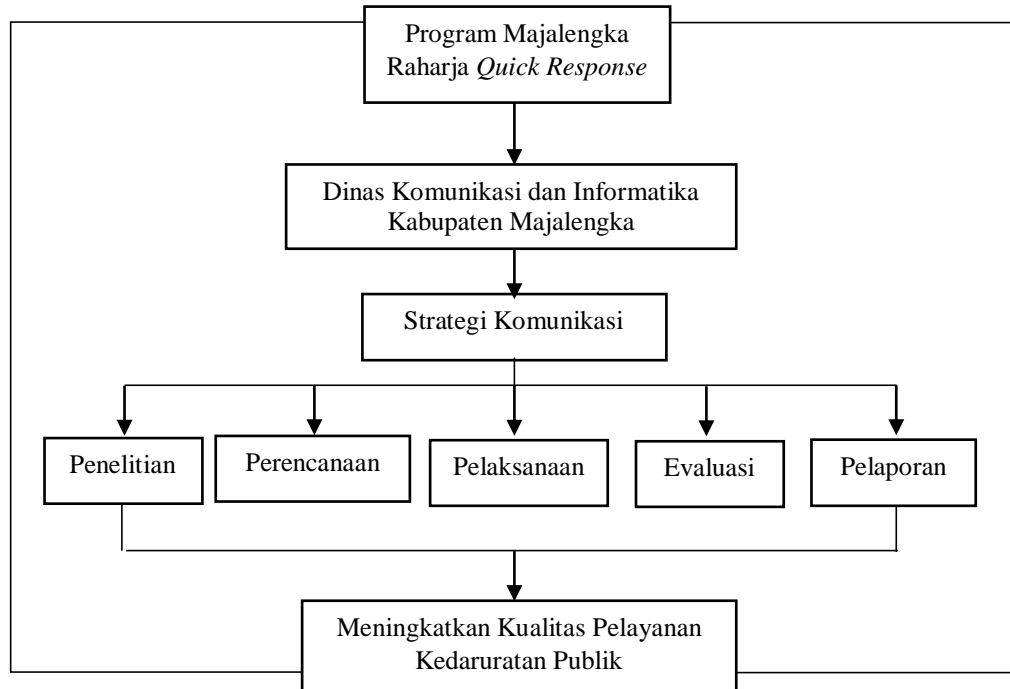 Program Majalengka
Raharja Quick Response
Dinas Komunikasi dan Informatika
Kabupaten Majalengka
Strategi Komunikasi
Penelitian
Perencanaan
Pelaksanaan
Evaluasi
Pelaporan
Meningkatkan Kualitas Pelayanan
Kedaruratan Publik